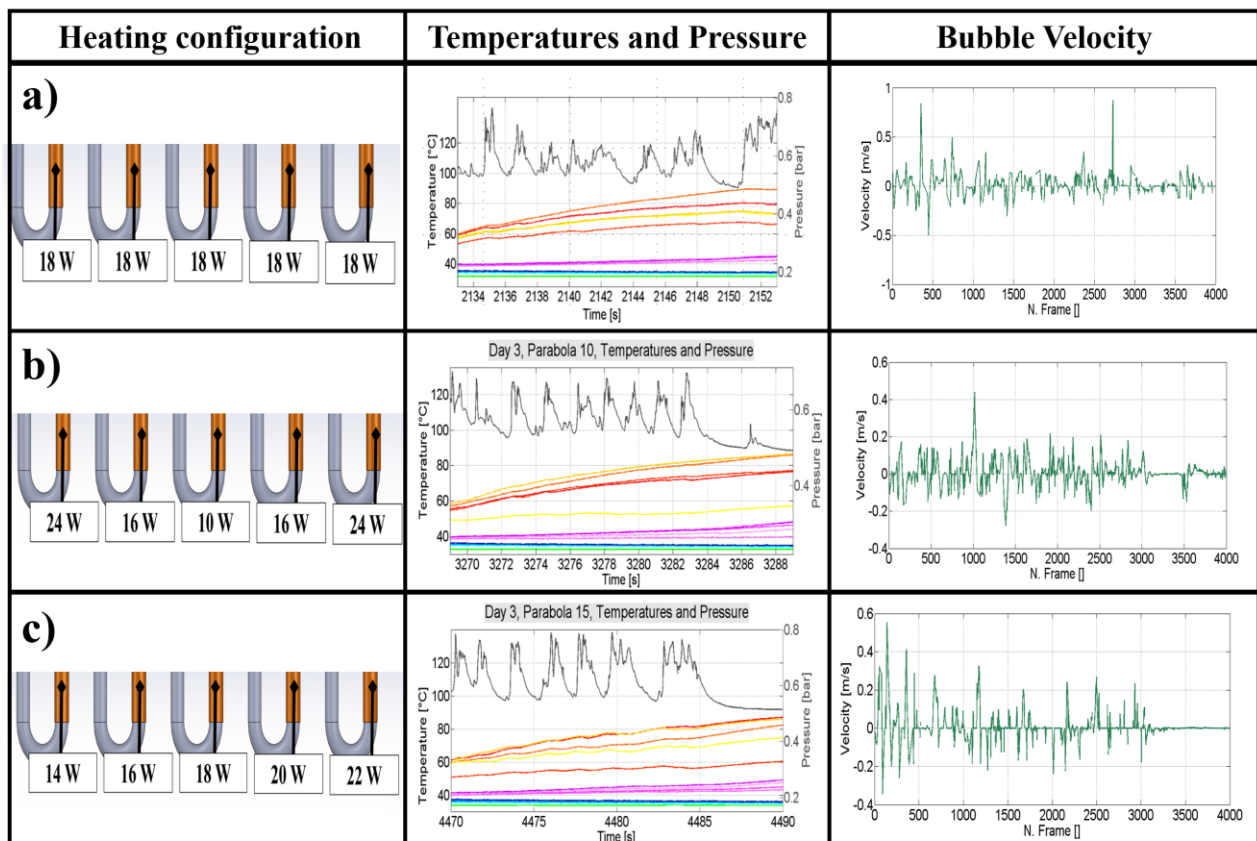 Heating configuration
Temperatures and Pressure
Bubble Velocity
a)
18 W
18 W
18 W
18 W
18 W
Temperature [°C]
120
100
80
60
40
0.8
0.6
0.4
0.2
Pressure [bar]
2134 2136 2138 2140 2142 2144 2146 2148 2150 2152
Time [s]
Velocity [m/s]
1
0.5
0
-0.5
-1
0 500 1000 1500 2000 2500 3000 3500 4000
N. Frame []
b)
24 W
16 W
10 W
16 W
24 W
Day 3, Parabola 10, Temperatures and Pressure
Temperature [°C]
120
100
80
60
40
0.6
0.4
Pressure [bar]
3270 3272 3274 3276 3278 3280 3282 3284 3286 3288
Time [s]
Velocity [m/s]
0.6
0.4
0.2
0
-0.2
-0.4
0 500 1000 1500 2000 2500 3000 3500 4000
N. Frame []
c)
14 W
16 W
18 W
20 W
22 W
Day 3, Parabola 15, Temperatures and Pressure
Temperature [°C]
120
100
80
60
40
0.8
0.6
0.4
0.2
Pressure [bar]
4470 4475 4480 4485 4490
Time [s]
Velocity [m/s]
0.6
0.4
0.2
0
-0.2
-0.4
0 500 1000 1500 2000 2500 3000 3500 4000
N. Frame []